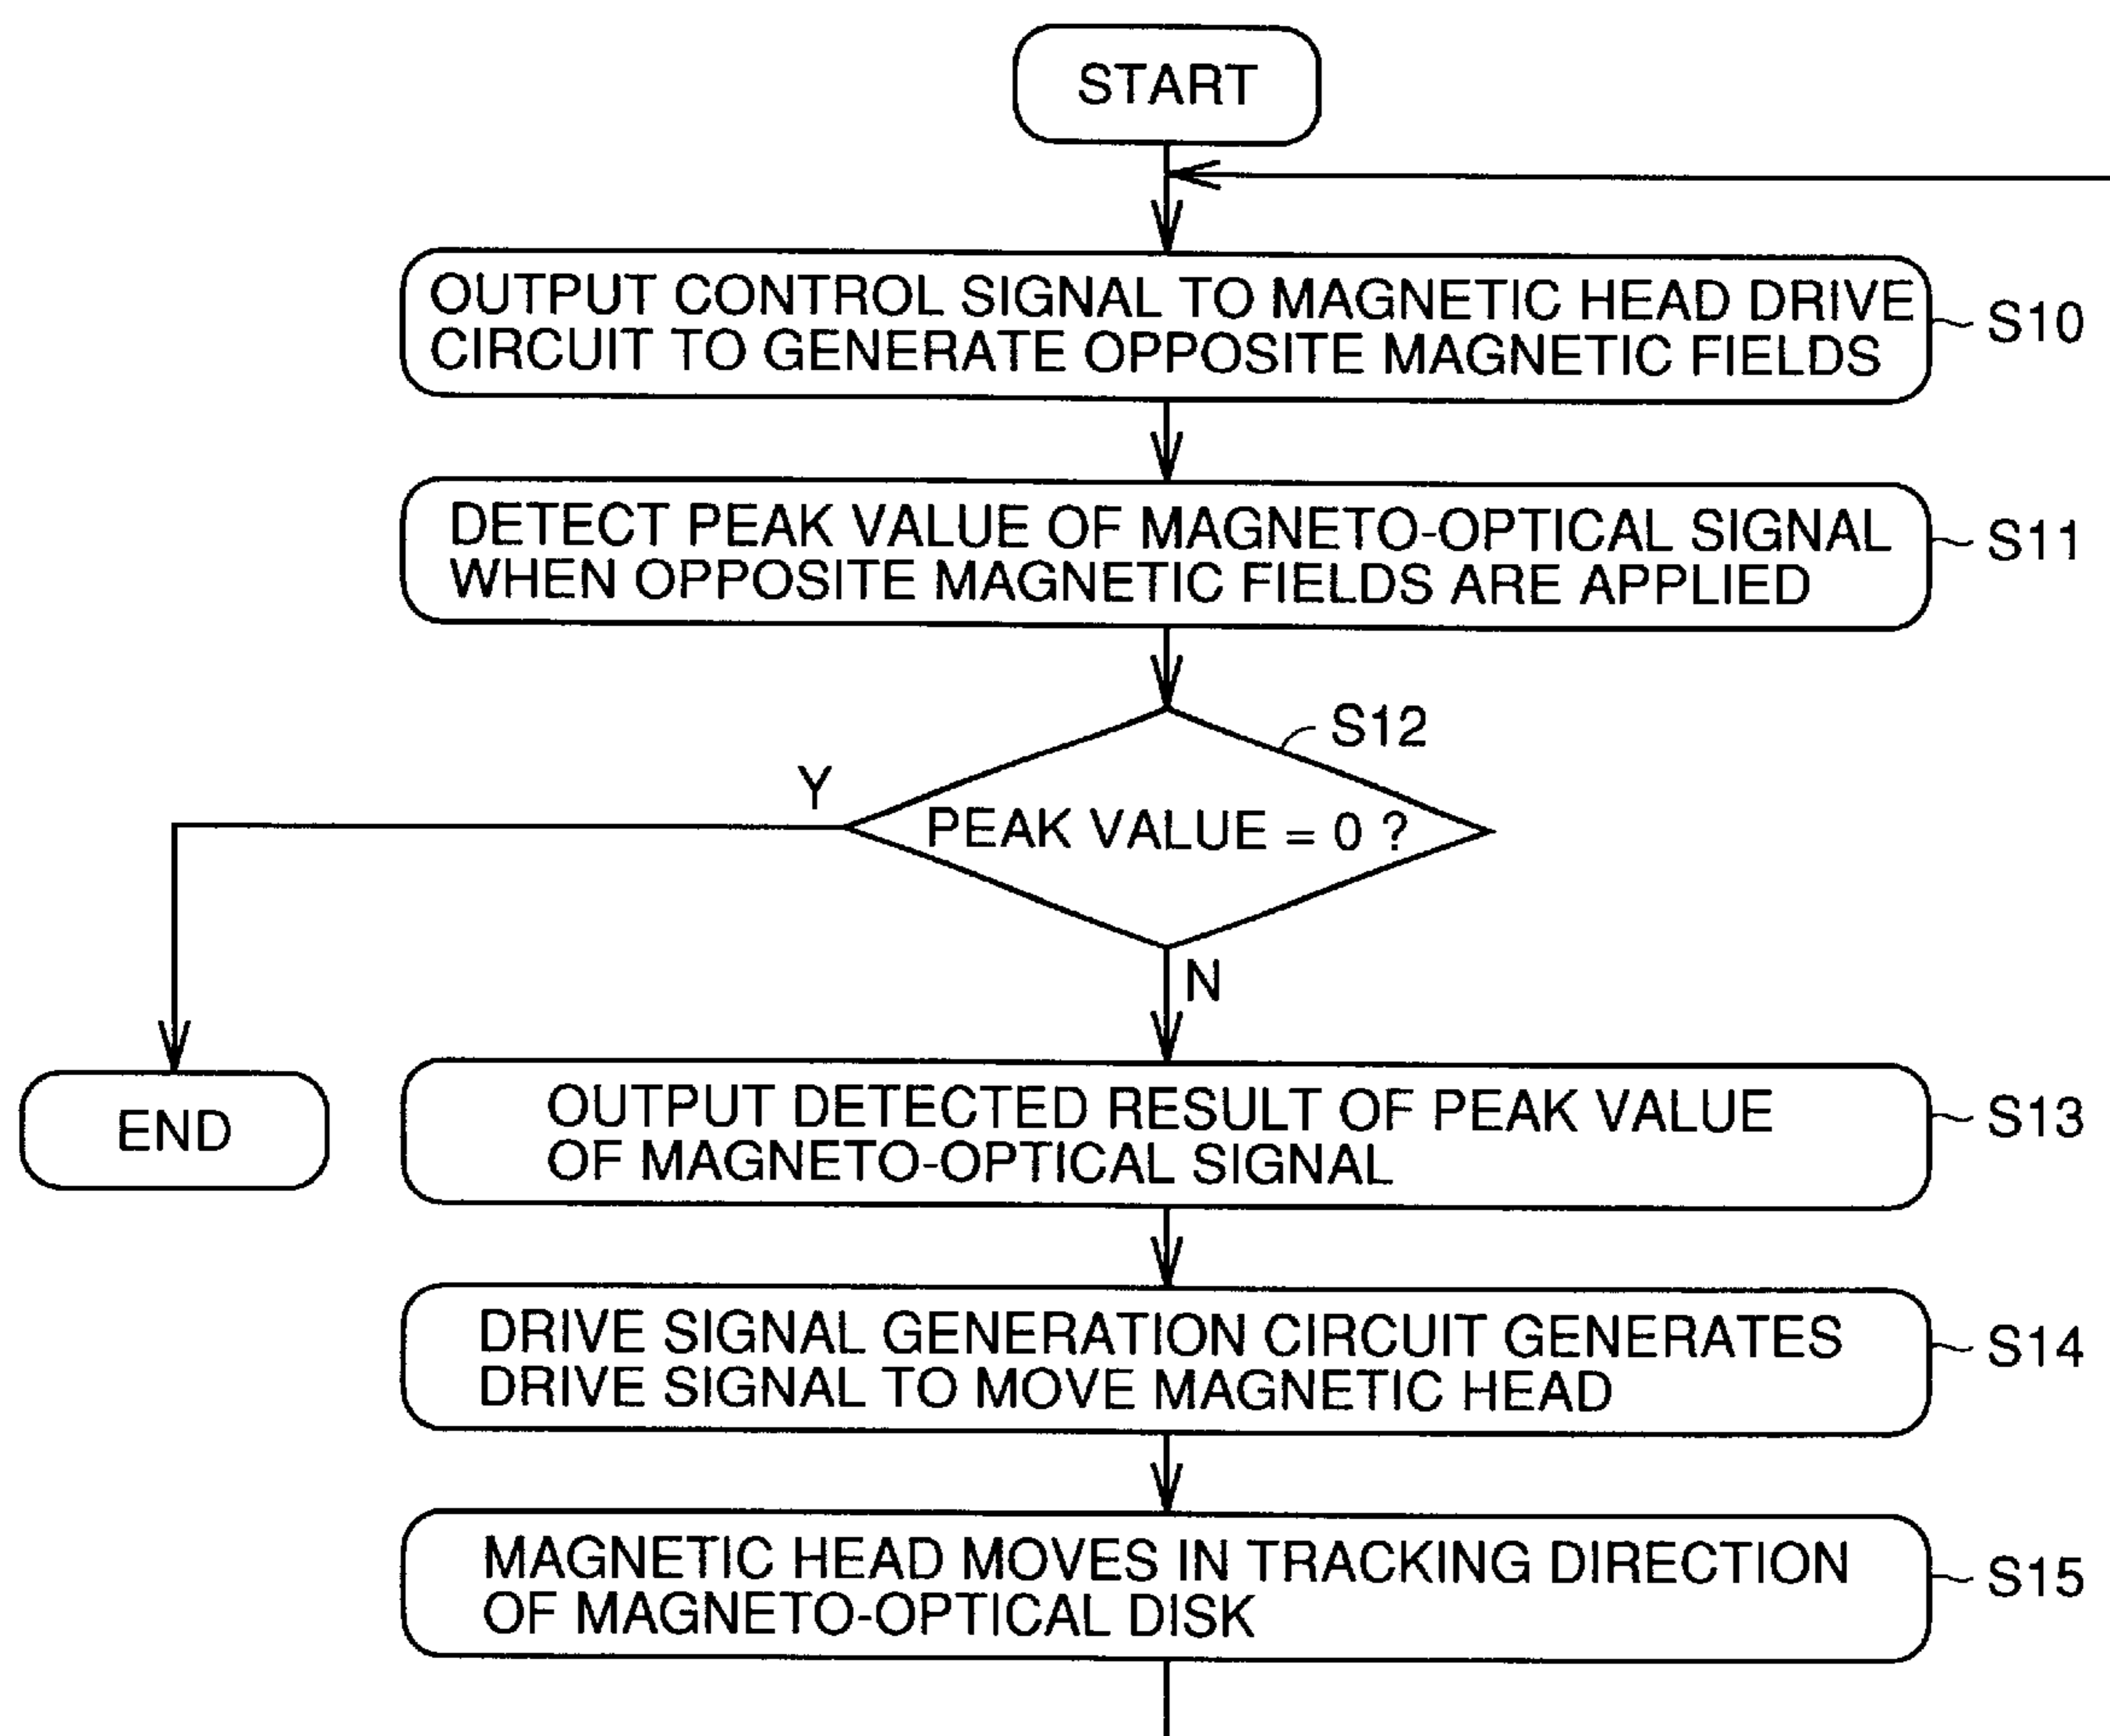 START
OUTPUT CONTROL SIGNAL TO MAGNETIC HEAD DRIVE
CIRCUIT TO GENERATE OPPOSITE MAGNETIC FIELDS
S10
DETECT PEAK VALUE OF MAGNETO-OPTICAL SIGNAL
WHEN OPPOSITE MAGNETIC FIELDS ARE APPLIED
S11
S12
Y
PEAK VALUE = 0 ?
N
END
OUTPUT DETECTED RESULT OF PEAK VALUE
OF MAGNETO-OPTICAL SIGNAL
S13
DRIVE SIGNAL GENERATION CIRCUIT GENERATES
DRIVE SIGNAL TO MOVE MAGNETIC HEAD
S14
MAGNETIC HEAD MOVES IN TRACKING DIRECTION
OF MAGNETO-OPTICAL DISK
S15